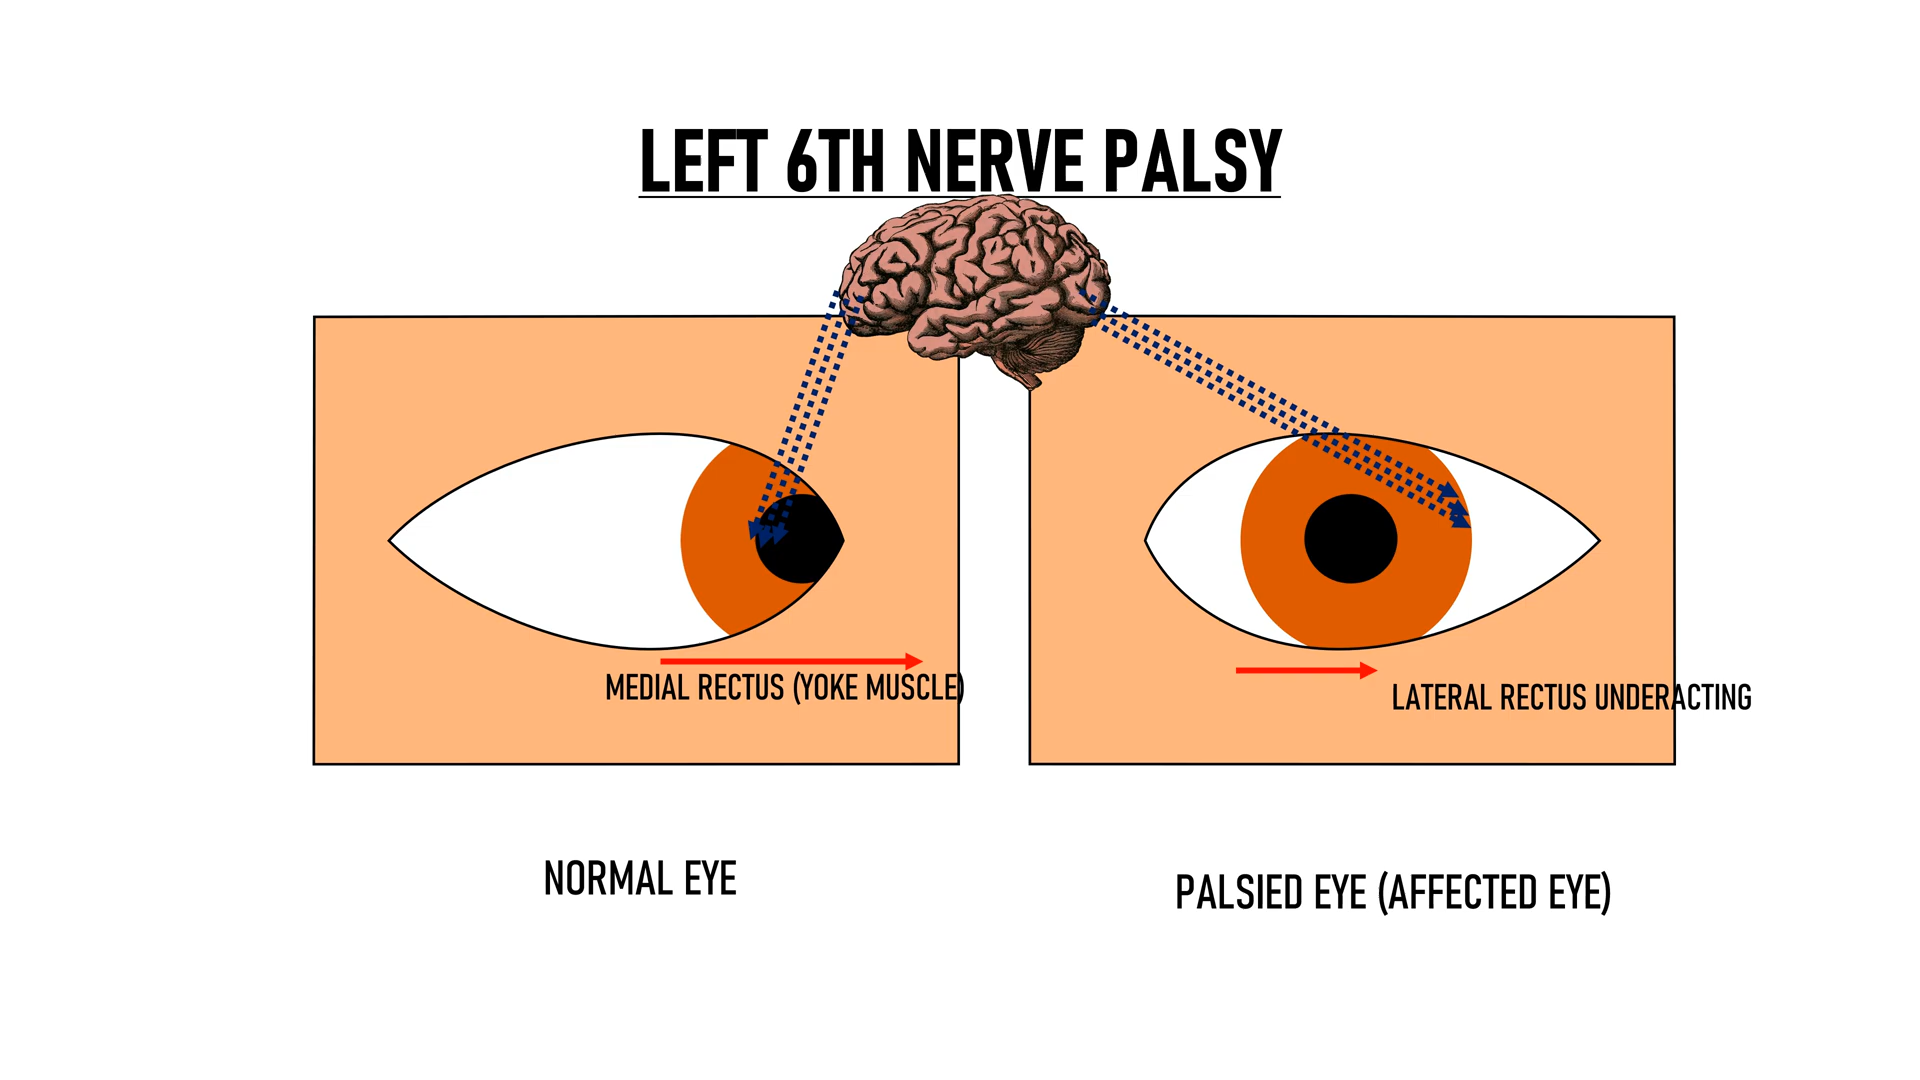 LEFT 6TH NERVE PALSY
MEDIAL RECTUS (YOKE MUSCLE)
LATERAL RECTUS UNDERACTING
NORMAL EYE
PALSIED EYE (AFFECTED EYE)